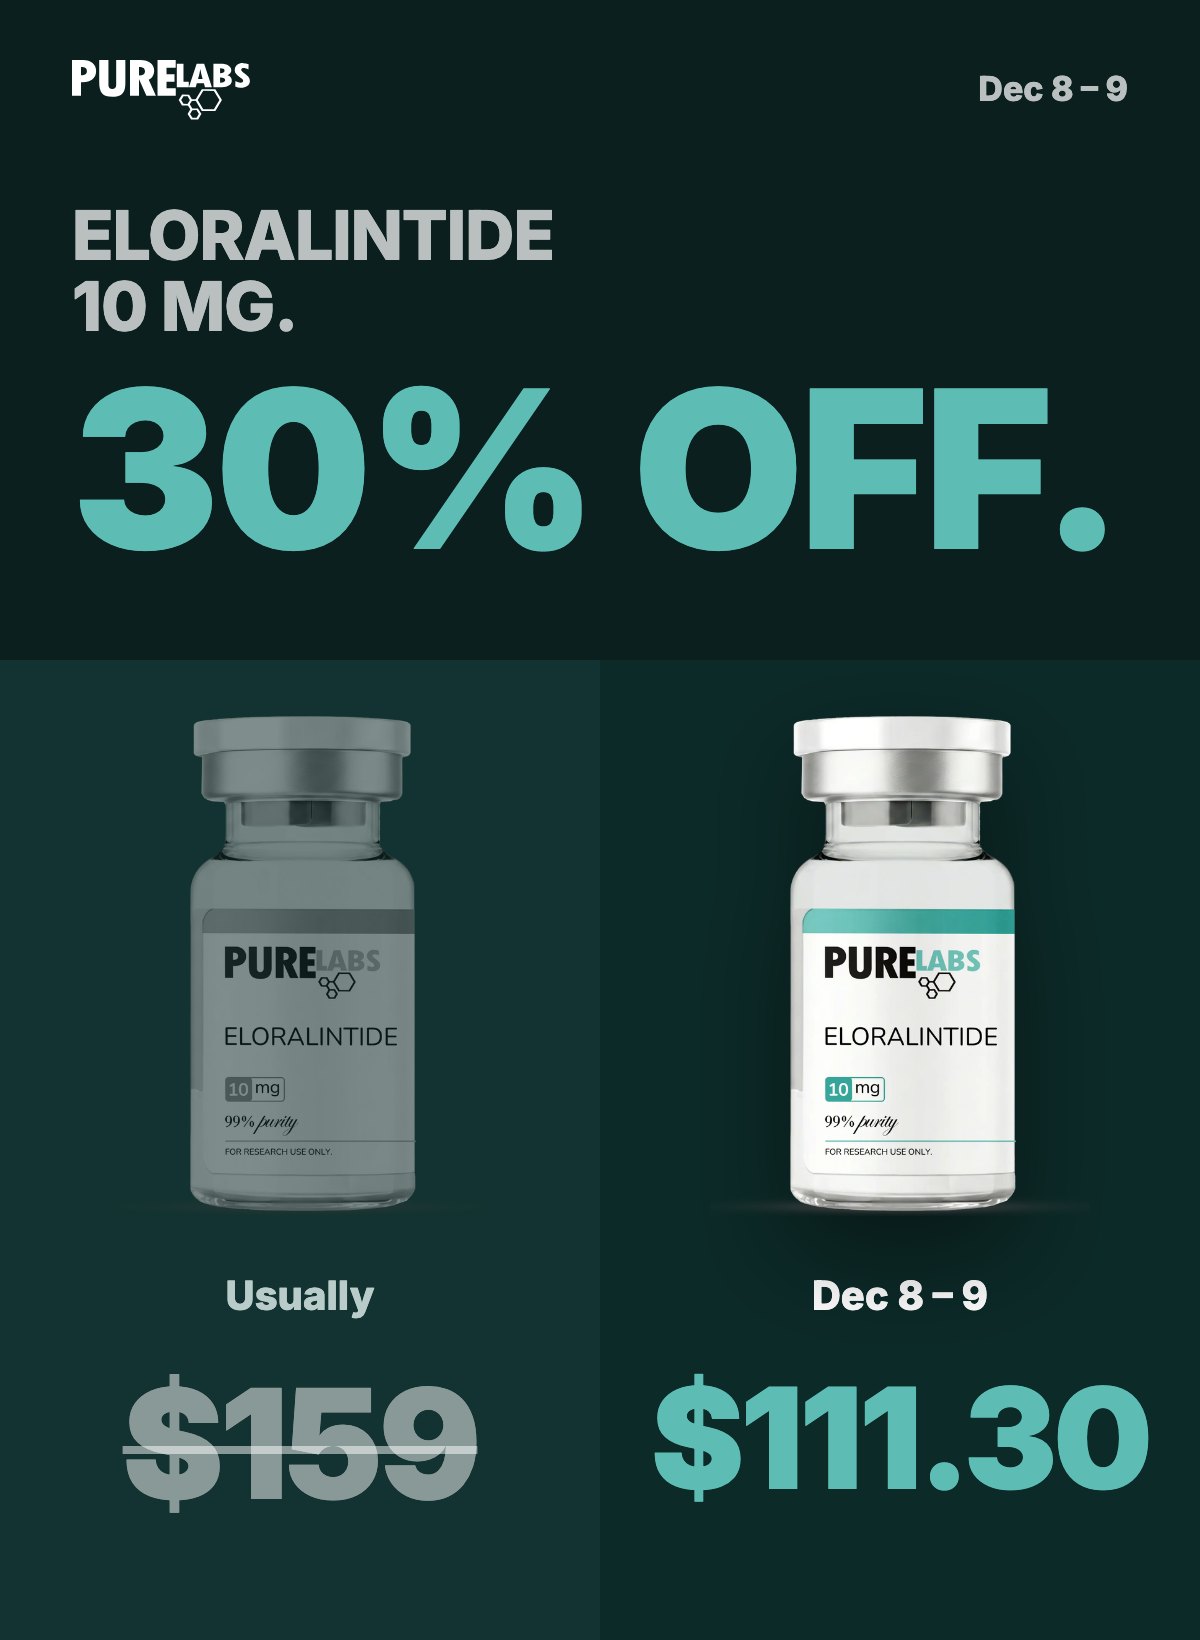 PURELABS
Dec 8 – 9
ELORALINTIDE
10 MG.
30% OFF.
PURELABS
ELORALINTIDE
10 mg
99% purity
FOR RESEARCH USE ONLY.
Usually
$159
PURELABS
ELORALINTIDE
10 mg
99% purity
FOR RESEARCH USE ONLY.
Dec 8 – 9
$111.30